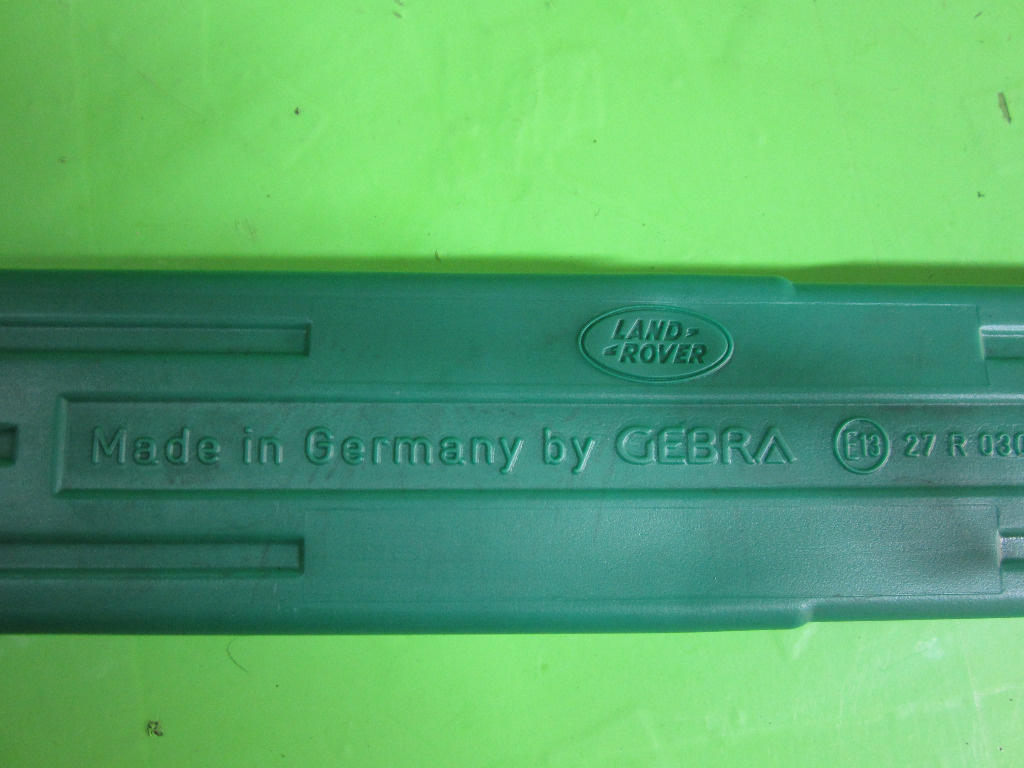 LAND
ROVER
Made in Germany by GEBRA E13 27 R 030